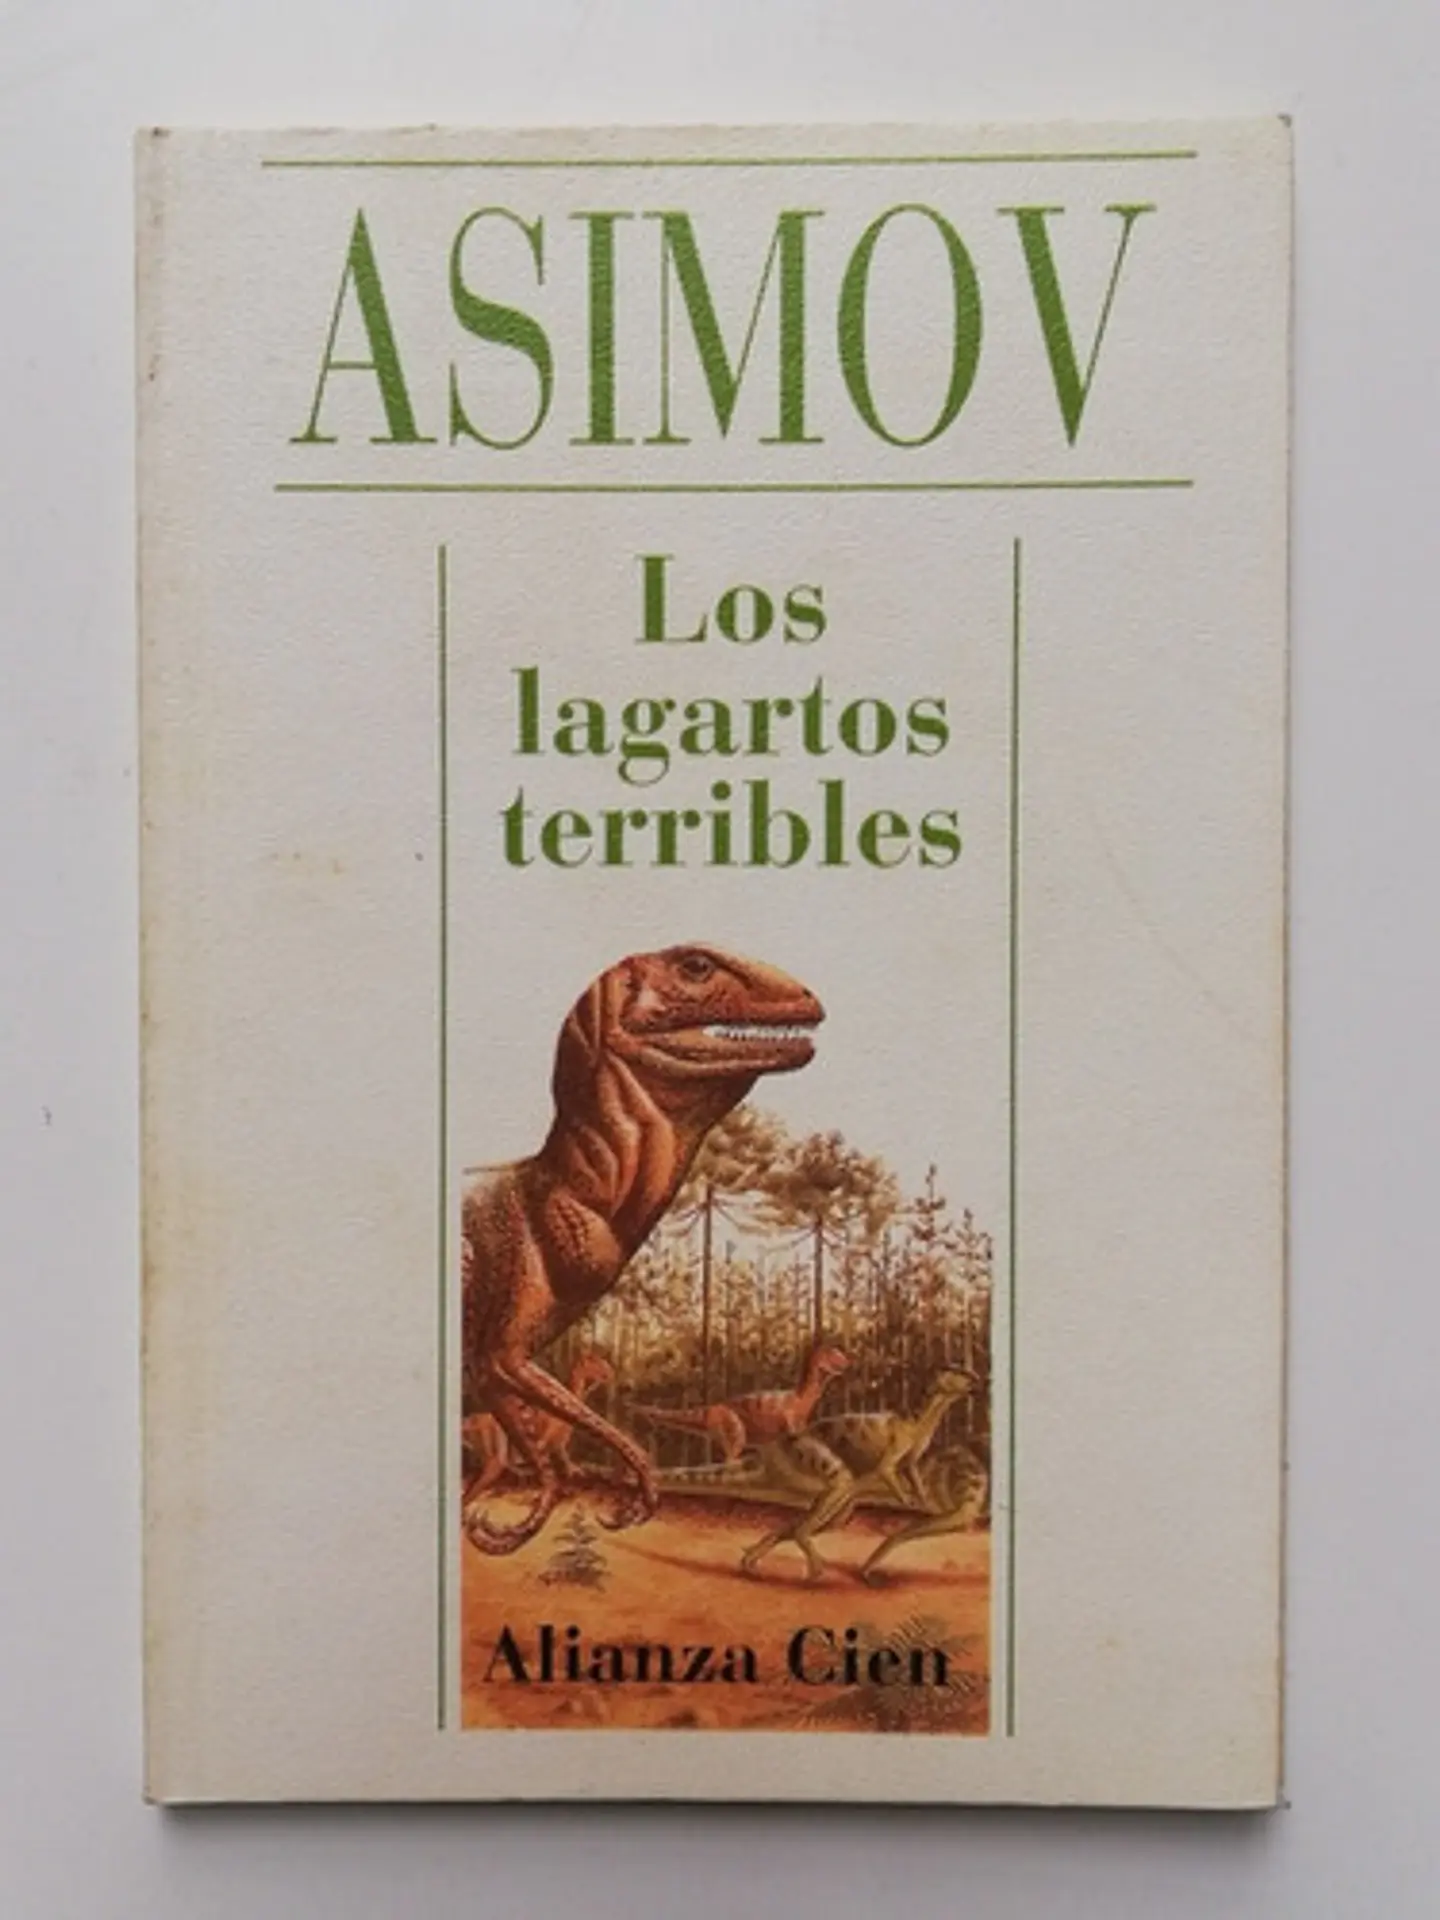 ASIMOV
Los
lagartos
terribles
Alianza Cien